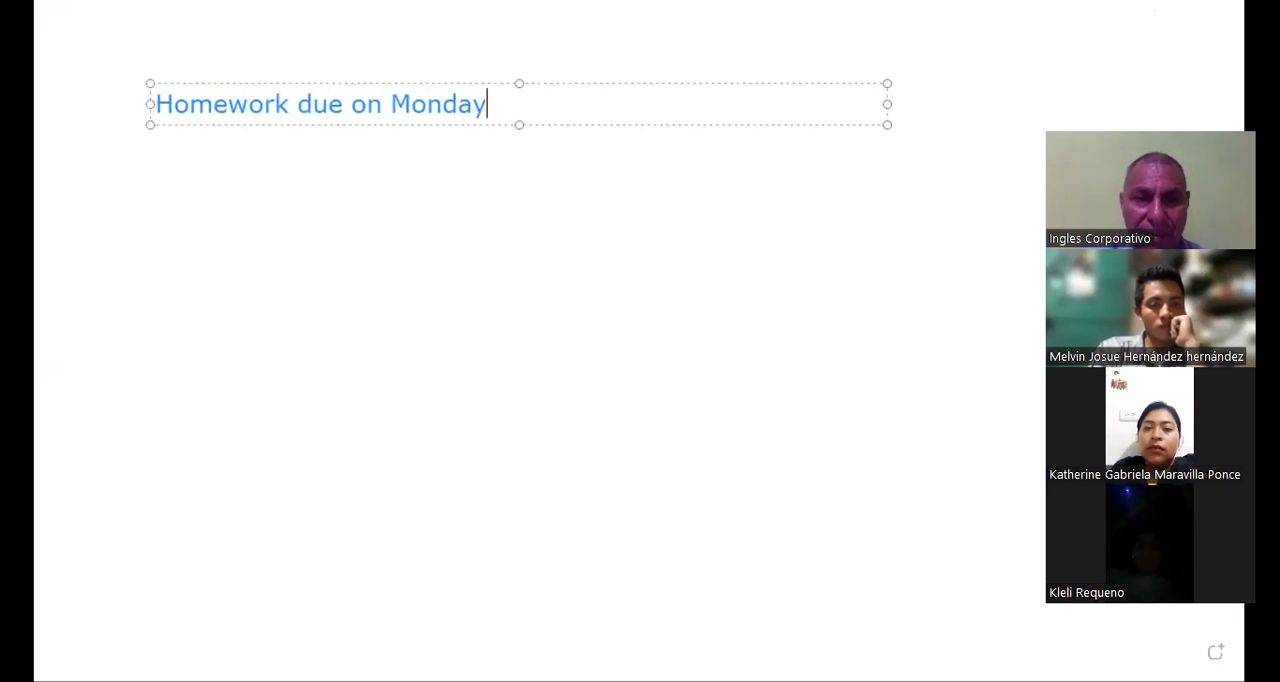 Homework due on Monday
Ingles Corporativo
Melvin Josue Hernández hernández
Katherine Gabriela Maravilla Ponce
Kleli Requeno